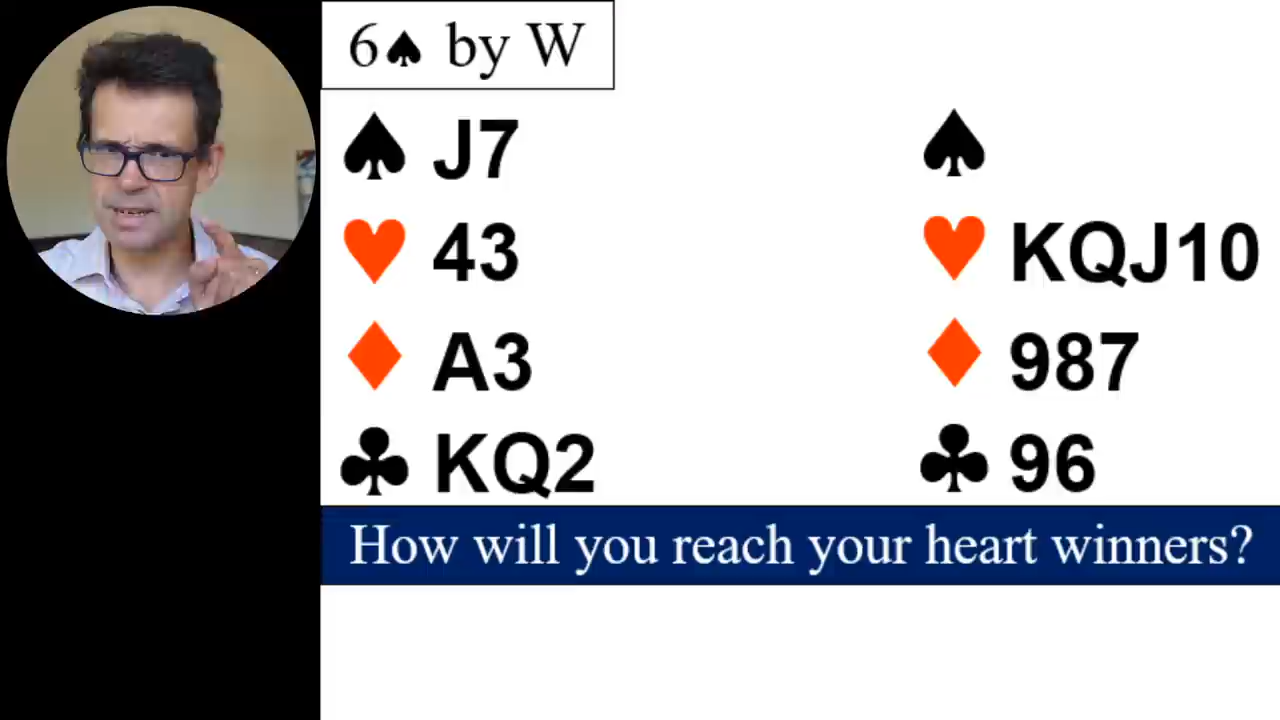 6♠ by W
♠ J7 ♠
♥ 43 ♥ KQJ10
♦ A3 ♦ 987
♣ KQ2 ♣ 96
How will you reach your heart winners?